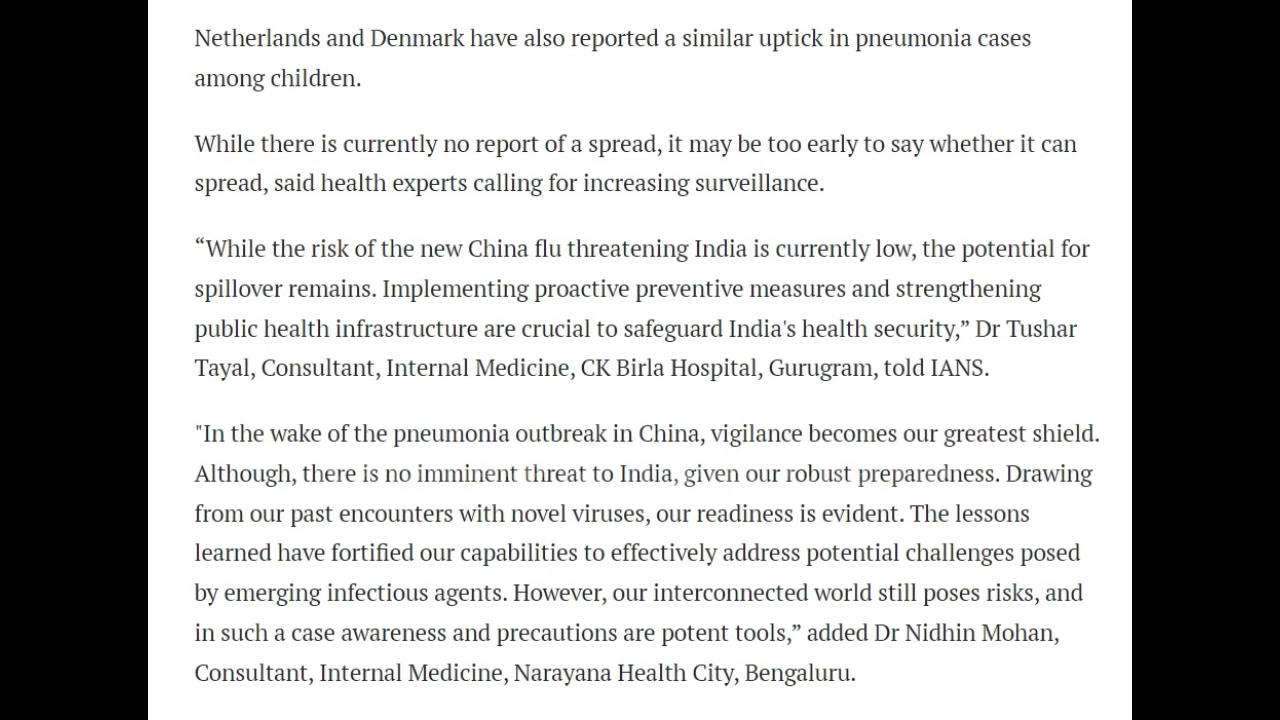 Netherlands and Denmark have also reported a similar uptick in pneumonia cases
among children.
While there is currently no report of a spread, it may be too early to say whether it can
spread, said health experts calling for increasing surveillance.
“While the risk of the new China flu threatening India is currently low, the potential for
spillover remains. Implementing proactive preventive measures and strengthening
public health infrastructure are crucial to safeguard India's health security,” Dr Tushar
Tayal, Consultant, Internal Medicine, CK Birla Hospital, Gurugram, told IANS.
"In the wake of the pneumonia outbreak in China, vigilance becomes our greatest shield.
Although, there is no imminent threat to India, given our robust preparedness. Drawing
from our past encounters with novel viruses, our readiness is evident. The lessons
learned have fortified our capabilities to effectively address potential challenges posed
by emerging infectious agents. However, our interconnected world still poses risks, and
in such a case awareness and precautions are potent tools,” added Dr Nidhin Mohan,
Consultant, Internal Medicine, Narayana Health City, Bengaluru.